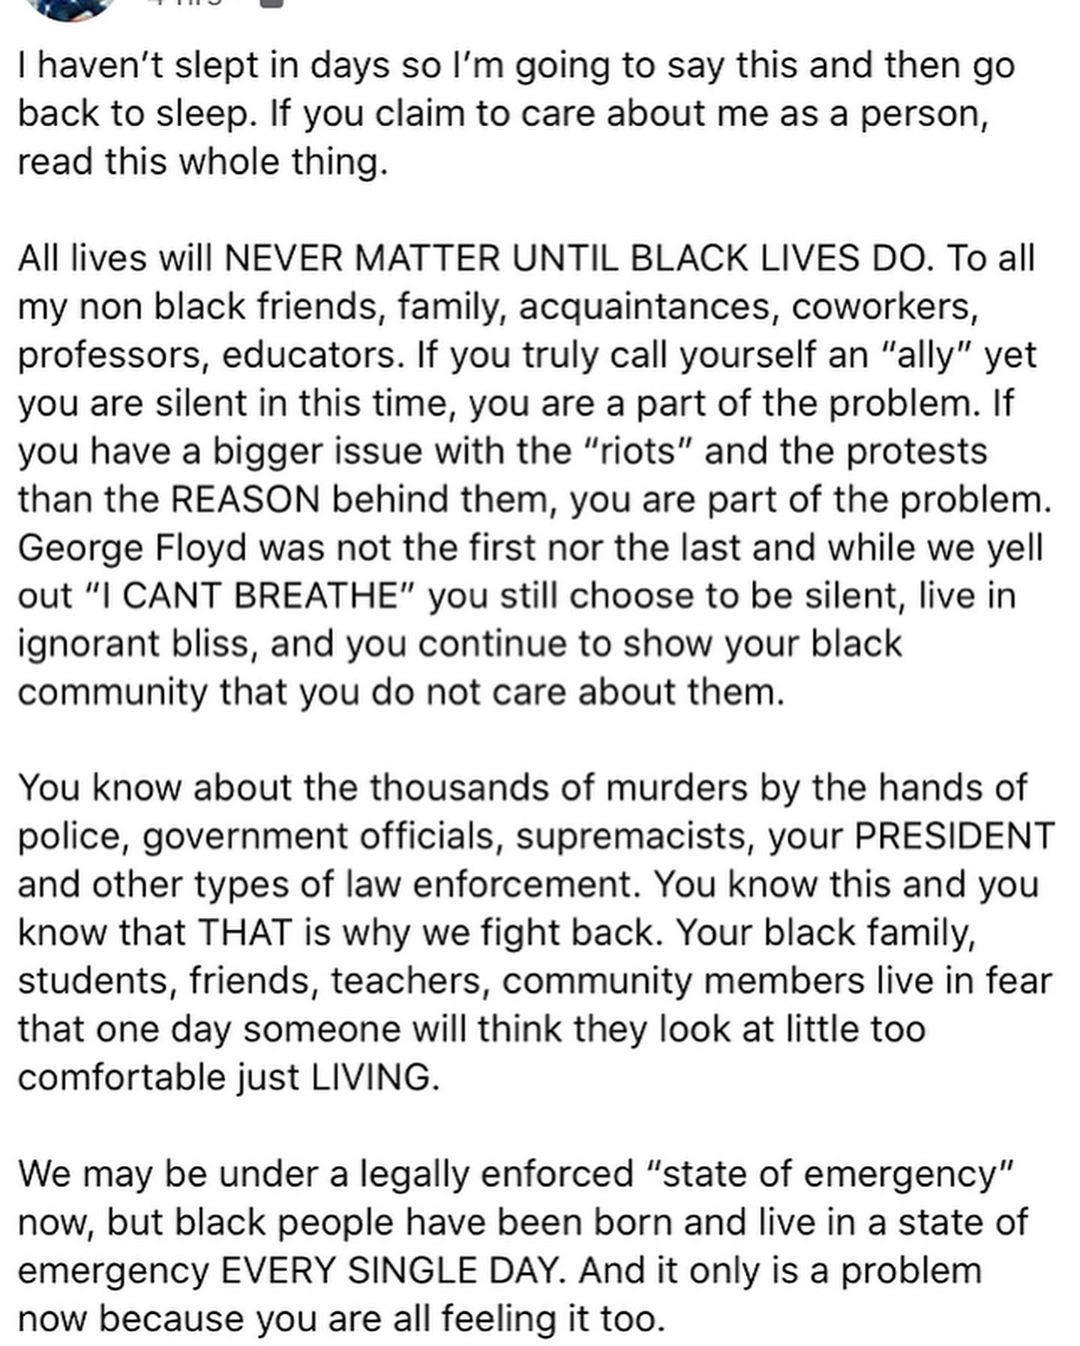 I haven’t slept in days so I’m going to say this and then go
back to sleep. If you claim to care about me as a person,
read this whole thing.
All lives will NEVER MATTER UNTIL BLACK LIVES DO. To all
my non black friends, family, acquaintances, coworkers,
professors, educators. If you truly call yourself an “ally” yet
you are silent in this time, you are a part of the problem. If
you have a bigger issue with the “riots” and the protests
than the REASON behind them, you are part of the problem.
George Floyd was not the first nor the last and while we yell
out “I CANT BREATHE” you still choose to be silent, live in
ignorant bliss, and you continue to show your black
community that you do not care about them.
You know about the thousands of murders by the hands of
police, government officials, supremacists, your PRESIDENT
and other types of law enforcement. You know this and you
know that THAT is why we fight back. Your black family,
students, friends, teachers, community members live in fear
that one day someone will think they look at little too
comfortable just LIVING.
We may be under a legally enforced “state of emergency”
now, but black people have been born and live in a state of
emergency EVERY SINGLE DAY. And it only is a problem
now because you are all feeling it too.